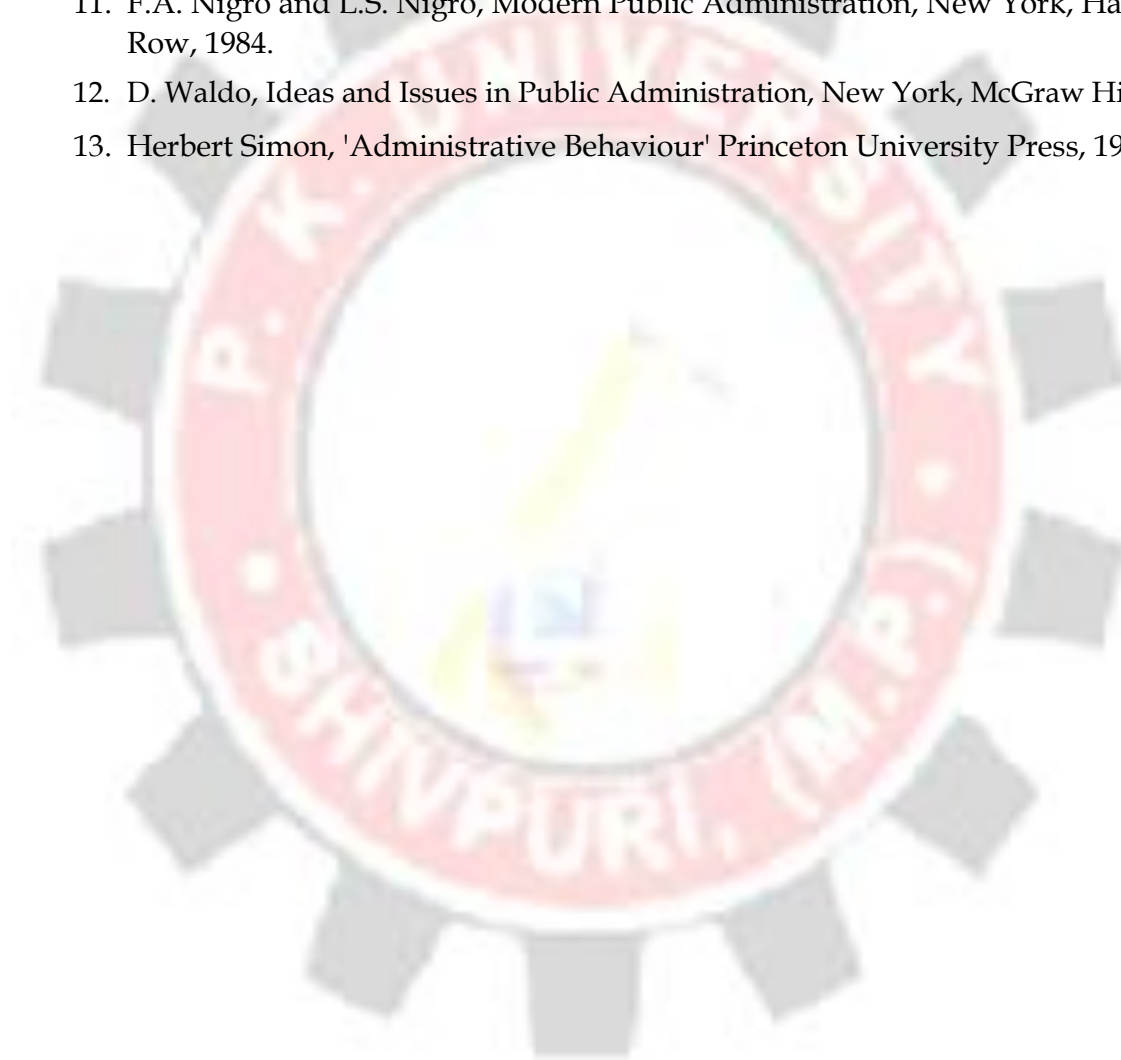 11. F.A. Nigro and L.S. Nigro, Modern Public Administration, New York, Ha
Row, 1984.
12. D. Waldo, Ideas and Issues in Public Administration, New York, McGraw Hi
13. Herbert Simon, 'Administrative Behaviour' Princeton University Press, 19
P. K. UNIVERSITY
SHIVPURI, (M.P.)